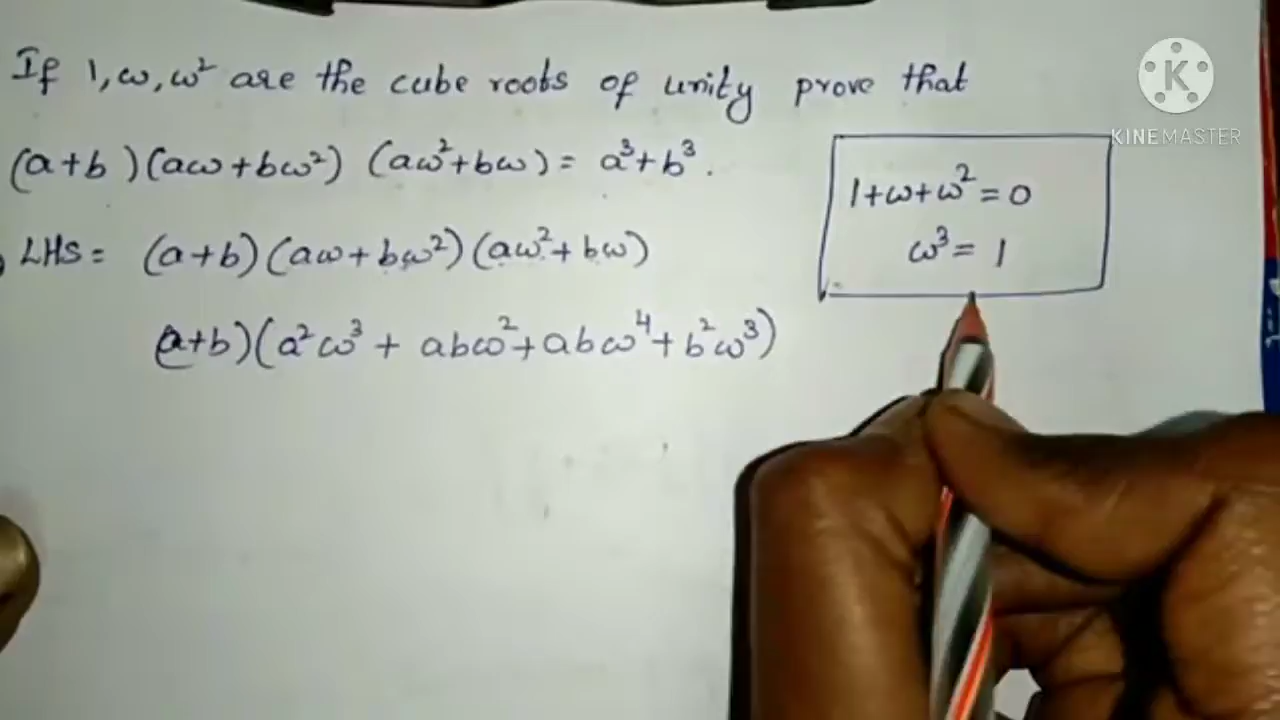 If 1, ω, ω² are the cube roots of unity prove that
(a+b)(aω+bω²) (aω²+bω) = a³+b³.
1+ω+ω² = 0
ω³ = 1
LHS = (a+b)(aω+bω²)(aω²+bω)
(a+b)(a²ω³ + abω²+abω⁴+b²ω³)
K
KINEMASTER